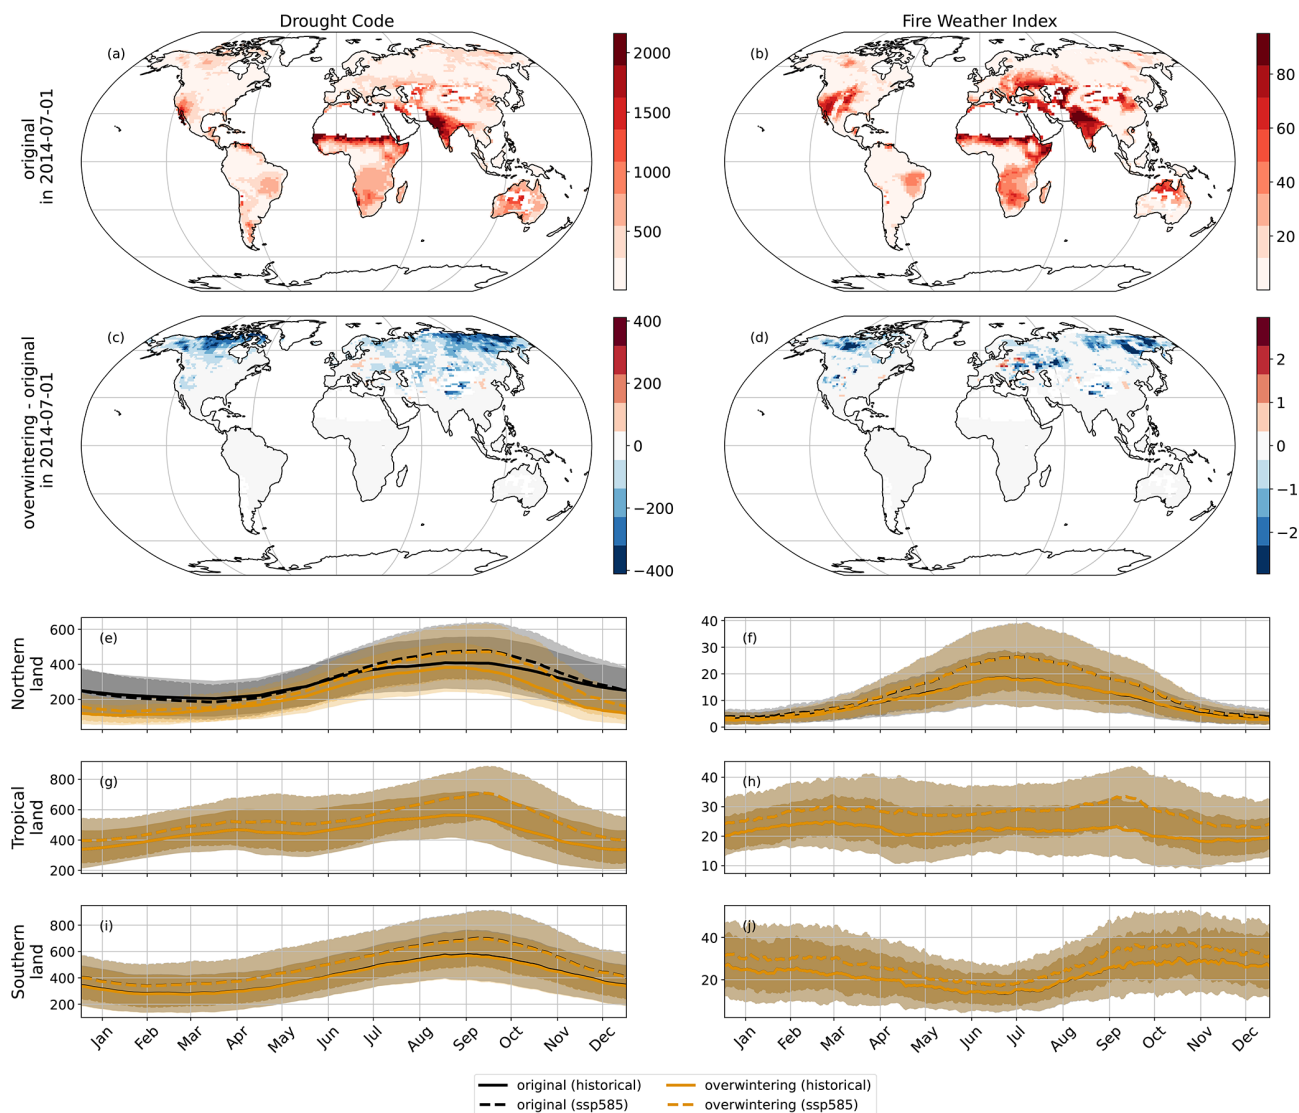 Drought Code
Fire Weather Index
original
in 2014-07-01
(a)
2000
1500
1000
500
(b)
80
60
40
20
overwintering - original
in 2014-07-01
(c)
400
200
0
−200
−400
(d)
2
1
0
−1
−2
Northern
land
(e)
600
400
200
(f)
40
30
20
10
0
Tropical
land
(g)
800
600
400
200
(h)
40
30
20
10
Southern
land
(i)
800
600
400
200
(j)
40
20
Jan Feb Mar Apr May Jun Jul Aug Sep Oct Nov Dec
Jan Feb Mar Apr May Jun Jul Aug Sep Oct Nov Dec
original (historical) overwintering (historical)
original (ssp585) overwintering (ssp585)